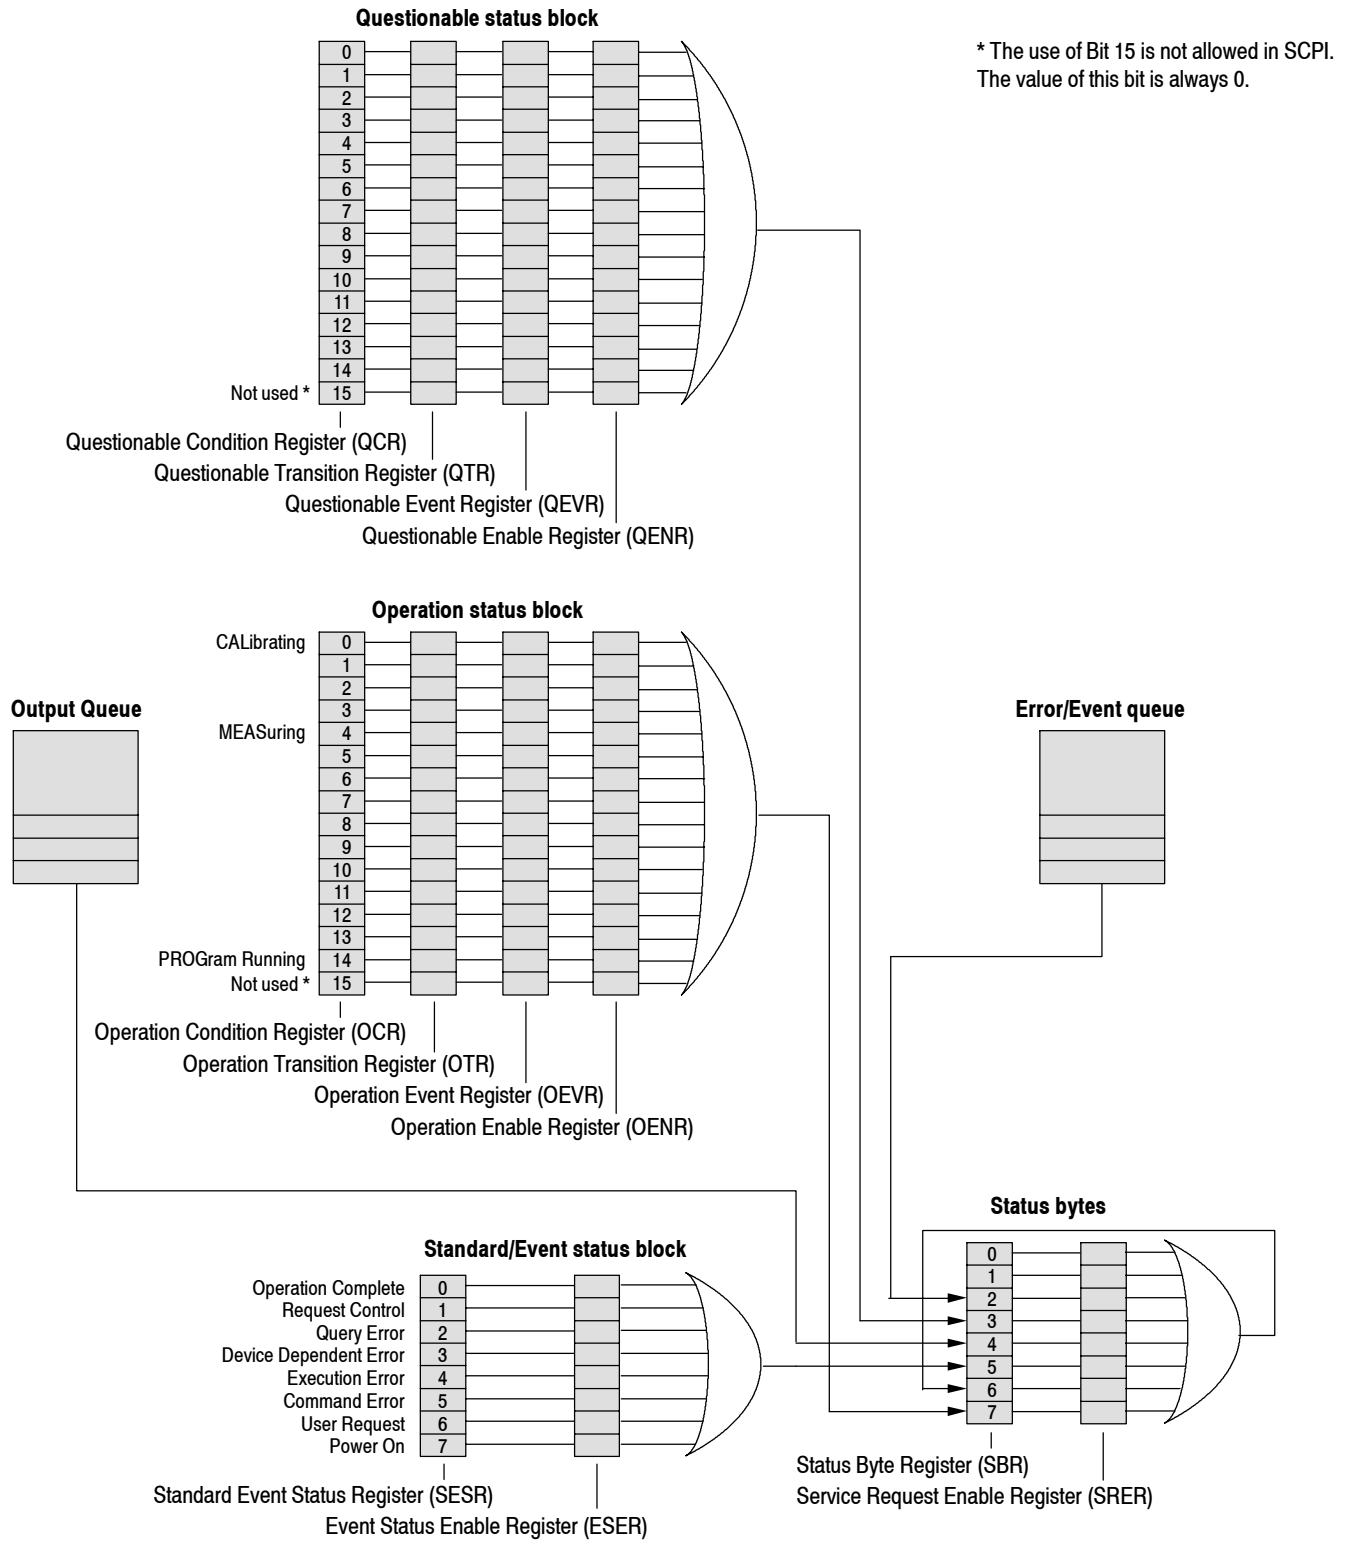 Questionable status block
* The use of Bit 15 is not allowed in SCPI.
The value of this bit is always 0.
0
1
2
3
4
5
6
7
8
9
10
11
12
13
14
Not used * 15
Questionable Condition Register (QCR)
Questionable Transition Register (QTR)
Questionable Event Register (QEVR)
Questionable Enable Register (QENR)
Operation status block
CALibrating 0
1
2
3
MEASuring 4
5
6
7
8
9
10
11
12
13
PROGram Running 14
Not used * 15
Operation Condition Register (OCR)
Operation Transition Register (OTR)
Operation Event Register (OEVR)
Operation Enable Register (OENR)
Output Queue
Error/Event queue
Standard/Event status block
Operation Complete 0
Request Control 1
Query Error 2
Device Dependent Error 3
Execution Error 4
Command Error 5
User Request 6
Power On 7
Standard Event Status Register (SESR)
Event Status Enable Register (ESER)
Status bytes
0
1
2
3
4
5
6
7
Status Byte Register (SBR)
Service Request Enable Register (SRER)